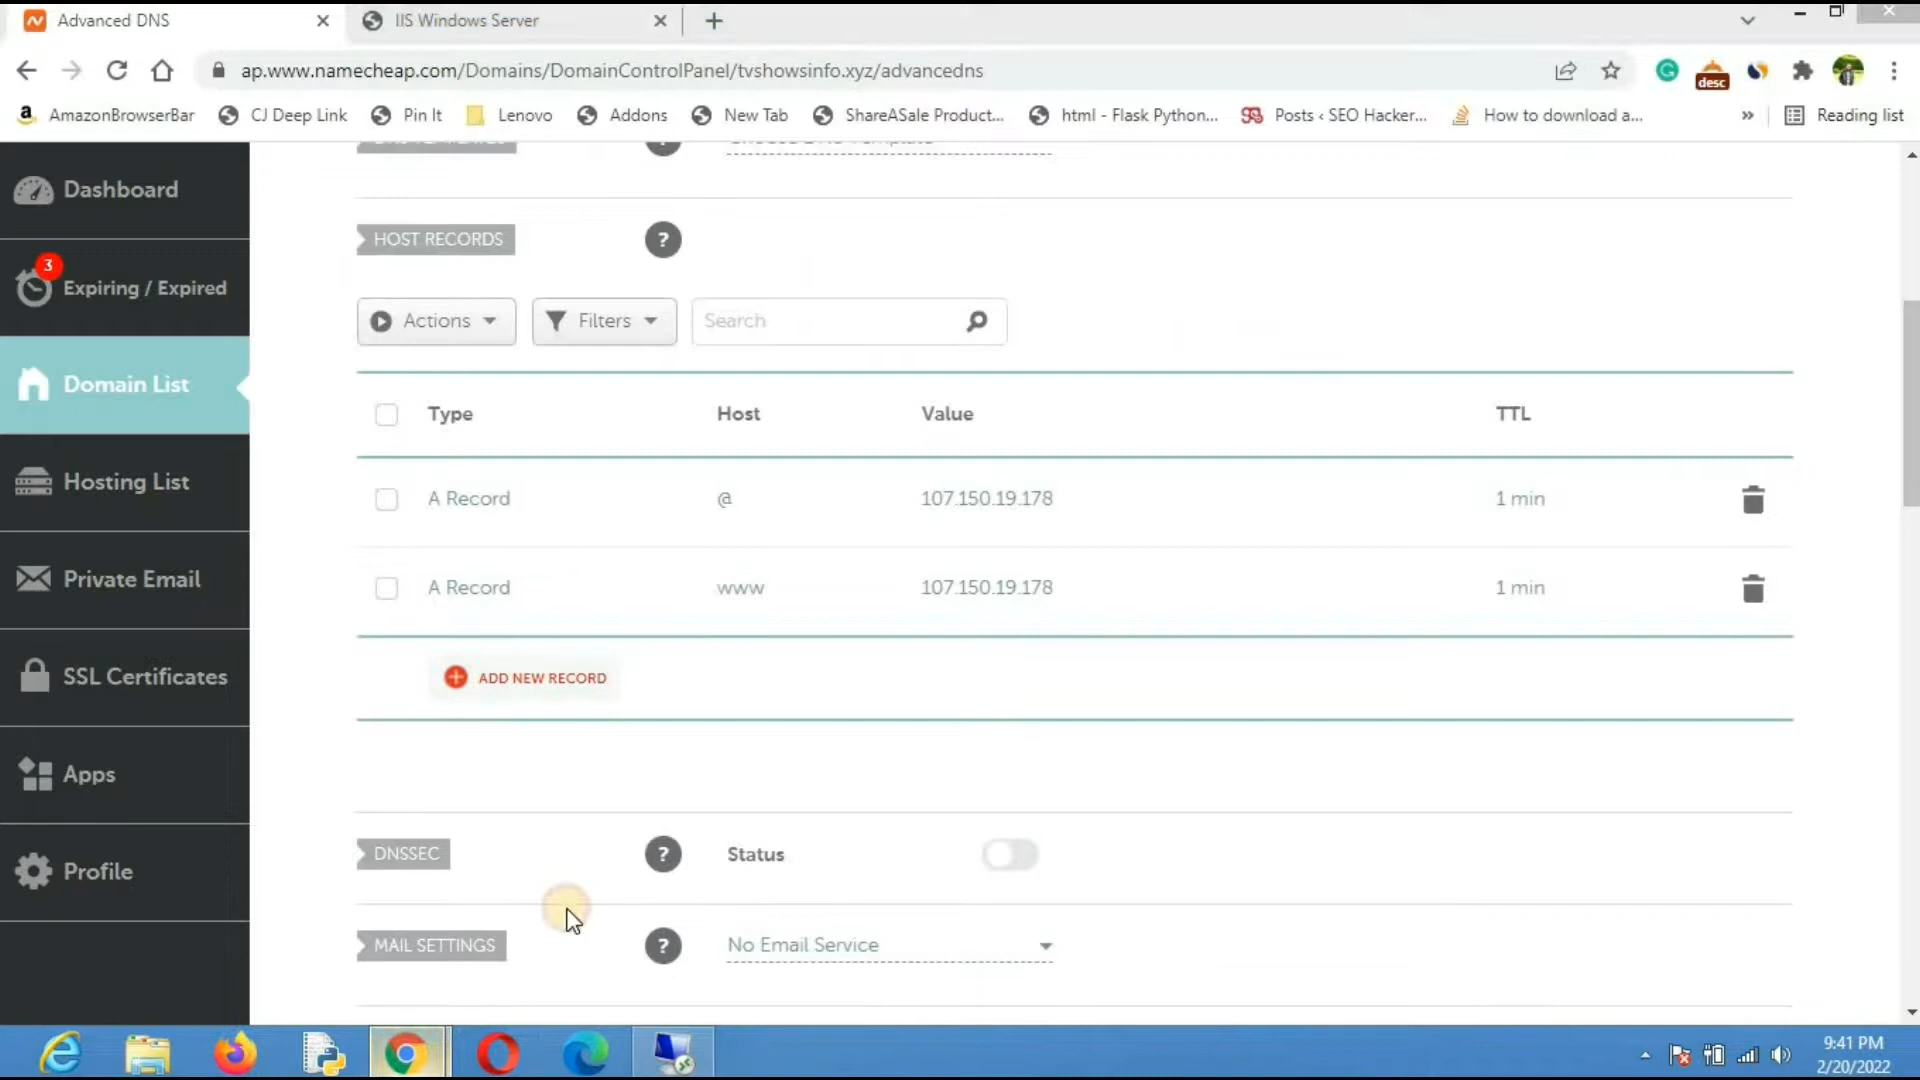 Advanced DNS
IIS Windows Server
ap.www.namecheap.com/Domains/DomainControlPanel/tvshowsinfo.xyz/advanceddns
desc
AmazonBrowserBar
CJ Deep Link
Pin It
Lenovo
Addons
New Tab
ShareASale Product...
html - Flask Python...
Posts ‹ SEO Hacker...
How to download a...
»
Reading list
Dashboard
3
Expiring / Expired
Domain List
Hosting List
Private Email
SSL Certificates
Apps
Profile
HOST RECORDS
?
Actions
Filters
Search
Type Host Value TTL
A Record @ 107.150.19.178 1 min
A Record www 107.150.19.178 1 min
ADD NEW RECORD
DNSSEC ? Status
MAIL SETTINGS ? No Email Service
9:41 PM
2/20/2022